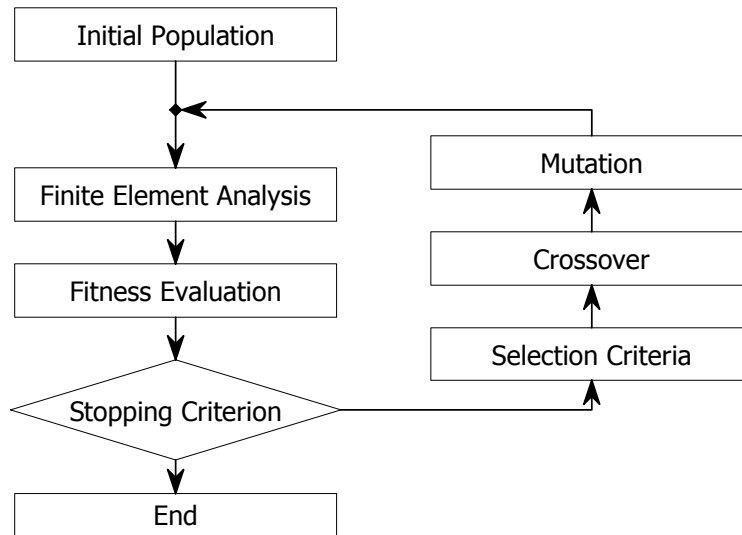 Initial Population
Finite Element Analysis
Fitness Evaluation
Stopping Criterion
End
Mutation
Crossover
Selection Criteria